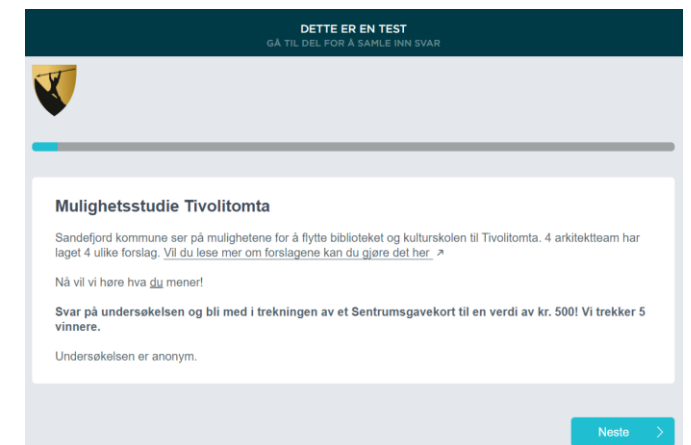 DETTE ER EN TEST
GÅ TIL DEL FOR Å SAMLE INN SVAR
Mulighetsstudie Tivolitomta
Sandefjord kommune ser på mulighetene for å flytte biblioteket og kulturskolen til Tivolitomta. 4 arkitektteam har
laget 4 ulike forslag. Vil du lese mer om forslagene kan du gjøre det her
Nå vil vi høre hva du mener!
Svar på undersøkelsen og bli med i trekningen av et Sentrumsgavekort til en verdi av kr. 500! Vi trekker 5
vinnere.
Undersøkelsen er anonym.
Neste